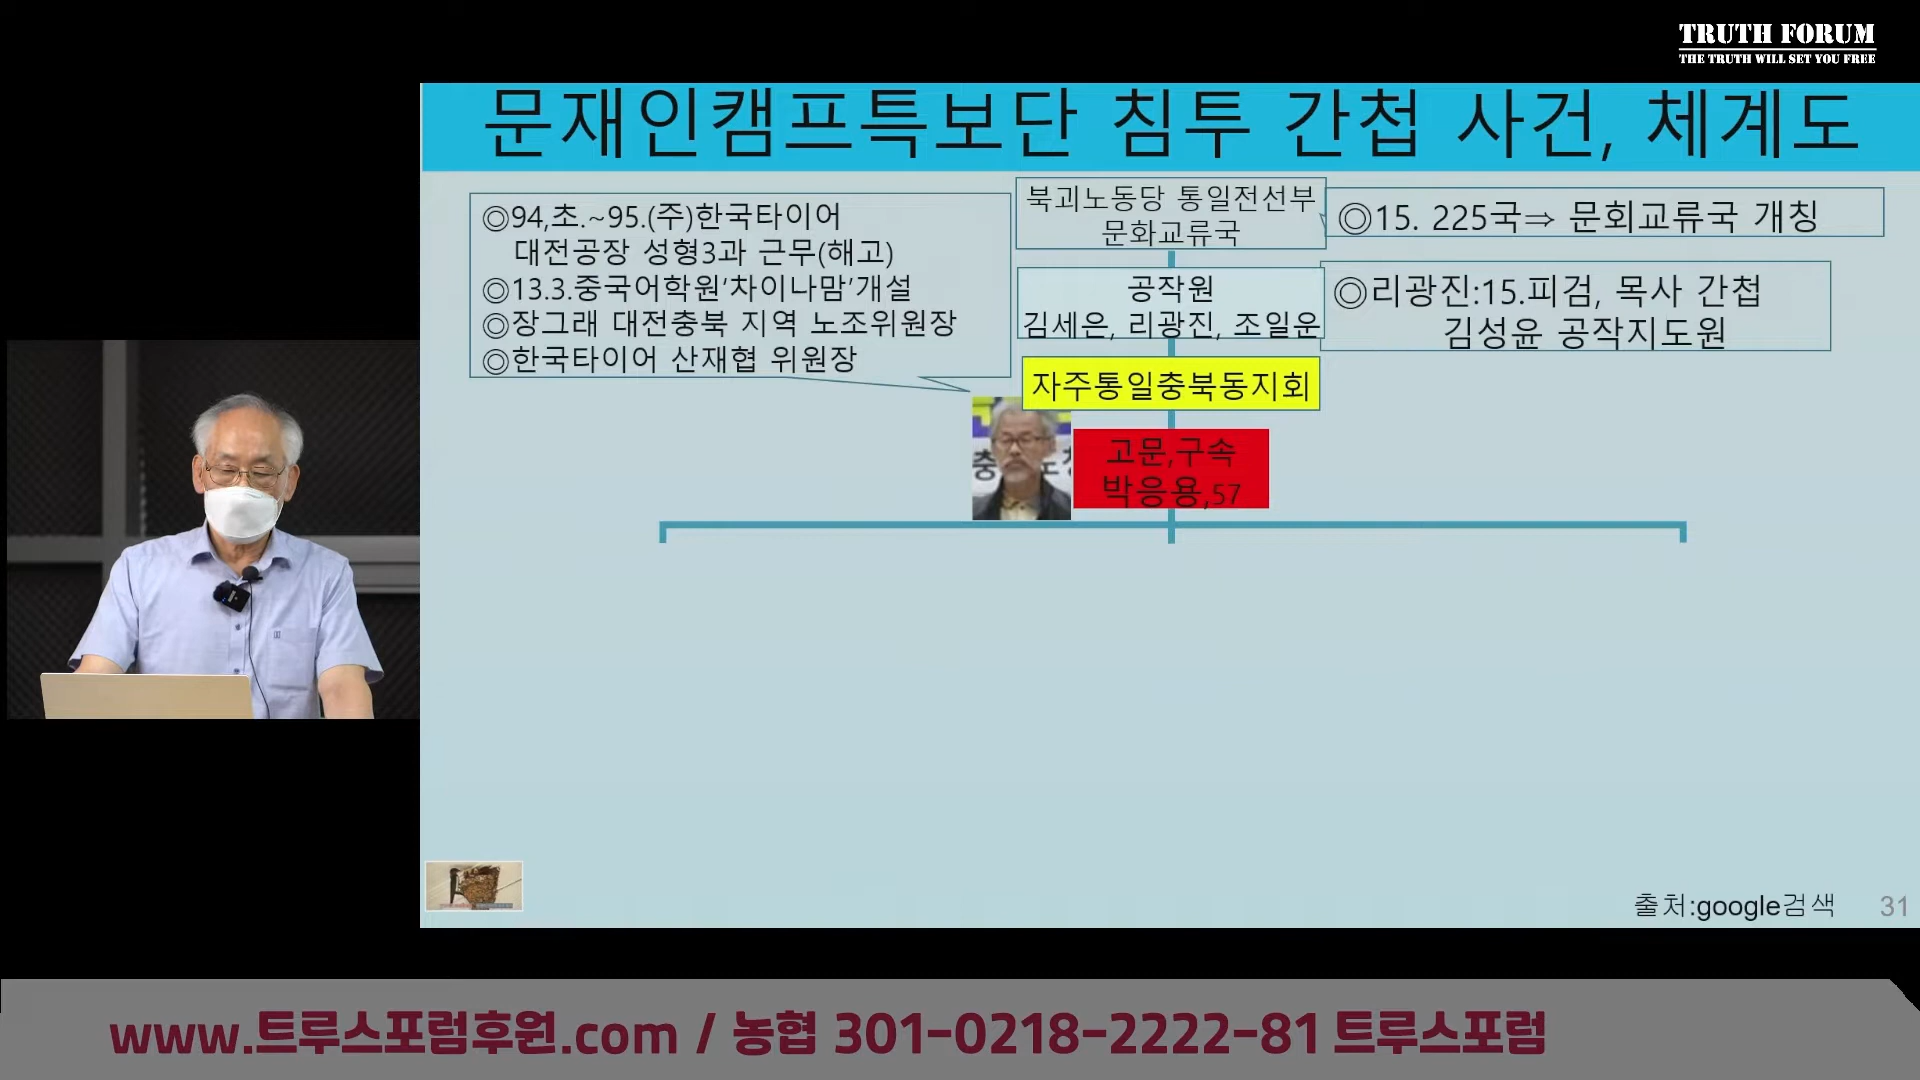 TRUTH FORUM
THE TRUTH WILL SET YOU FREE
문재인캠프특보단 침투 간첩 사건, 체계도
◎94,초.~95.(주)한국타이어
대전공장 성형3과 근무(해고)
◎13.3.중국어학원‘차이나맘’개설
◎장그래 대전충북 지역 노조위원장
◎한국타이어 산재협 위원장
북괴노동당 통일전선부
문화교류국
◎15. 225국⇒ 문회교류국 개칭
공작원
김세은, 리광진, 조일운
◎리광진:15.피검, 목사 간첩
김성윤 공작지도원
자주통일충북동지회
고문,구속
박응용,57
출처:google검색
31
www.트루스포럼후원.com / 농협 301-0218-2222-81 트루스포럼